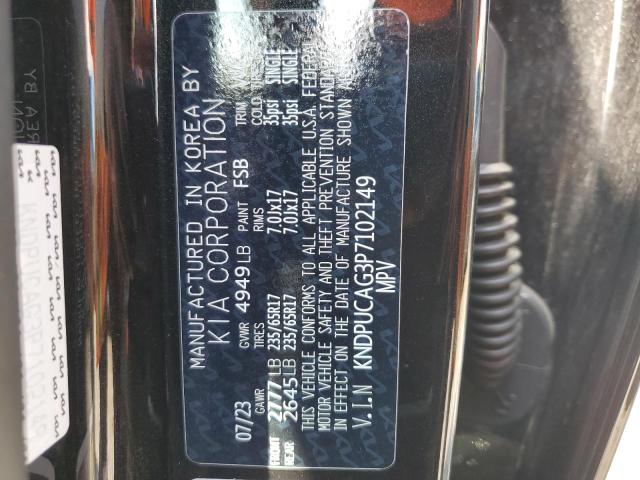 MANUFACTURED IN KOREA BY
KIA CORPORATION
07/23 GVWR 4949LB PAINT FSB TRIM
GAWR TIRES RIMS COLD
FRONT 2777LB 235/65R17 7.0Jx17 35psi SINGLE
REAR 2645LB 235/65R17 7.0Jx17 35psi SINGLE
THIS VEHICLE CONFORMS TO ALL APPLICABLE U.S.A. FEDERAL
MOTOR VEHICLE SAFETY AND THEFT PREVENTION STANDARDS
IN EFFECT ON THE DATE OF MANUFACTURE SHOWN
V.I.N KNDPUCAG3P7102149
MPV